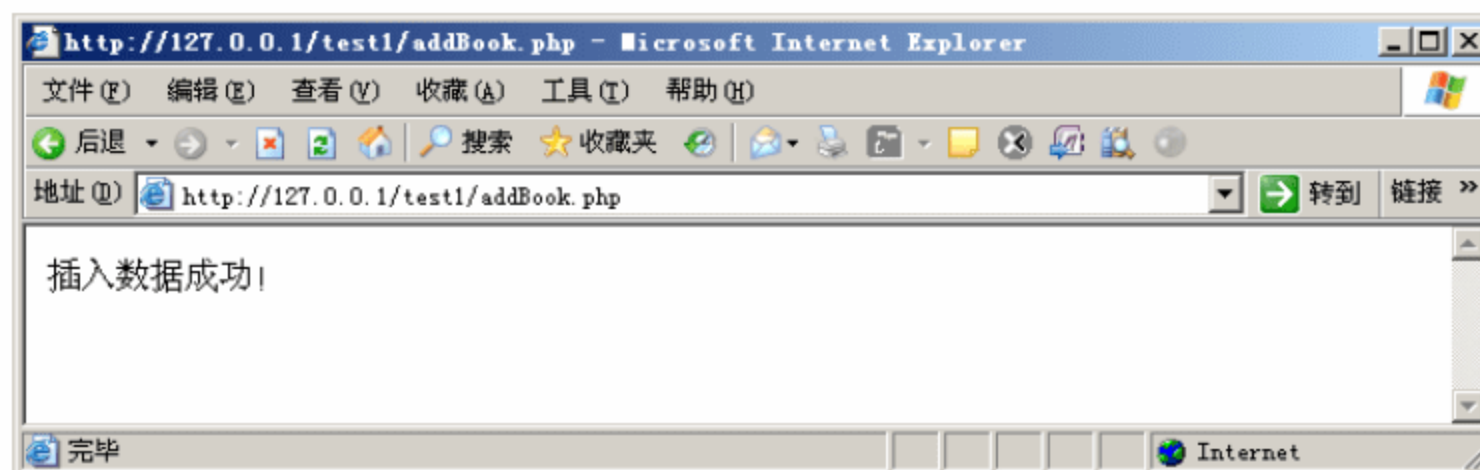 http://127.0.0.1/test1/addBook.php - Microsoft Internet Explorer
文件(F) 编辑(E) 查看(V) 收藏(A) 工具(T) 帮助(H)
后退 搜索 收藏夹
地址(D) http://127.0.0.1/test1/addBook.php 转到 链接 »
插入数据成功!
完毕 Internet